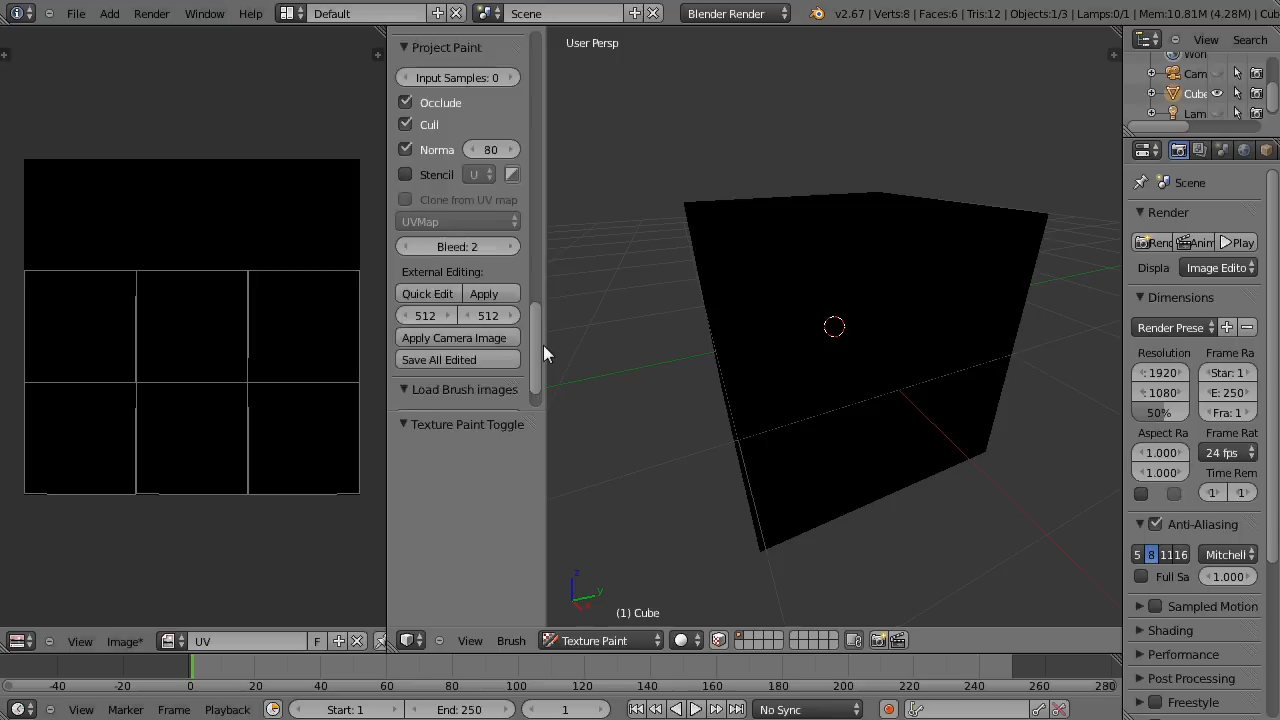 File Add Render Window Help Default Scene Blender Render v2.67 | Verts:8 | Faces:6 | Tris:12 | Objects:1/3 | Lamps:0/1 | Mem:10.81M (4.28M) | Cube
Project Paint
Input Samples: 0
Occlude
Cull
Norma 80
Stencil U
Clone from UV map
UVMap
Bleed: 2
External Editing:
Quick Edit Apply
512 512
Apply Camera Image
Save All Edited
Load Brush images
Texture Paint Toggle
User Persp
z
y
x
(1) Cube
View Search
Worl
Cam
Cube
Lam
Scene
Render
Rend Anim Play
Displa Image Edito
Dimensions
Render Prese
Resolution Frame Ra
: 1920 Star: 1
: 1080 E: 250
50% Fra: 1
Aspect Ra Frame Rat
1.000 24 fps
1.000 Time Rem
1 1
Anti-Aliasing
5 8 11 16 Mitchell
Full Sa 1.000
Sampled Motion
Shading
Performance
Post Processing
Freestyle
View Image* UV F
View Brush Texture Paint
-40 -20 0 20 40 60 80 100 120 140 160 180 200 220 240 260 280
View Marker Frame Playback Start: 1 End: 250 1 No Sync